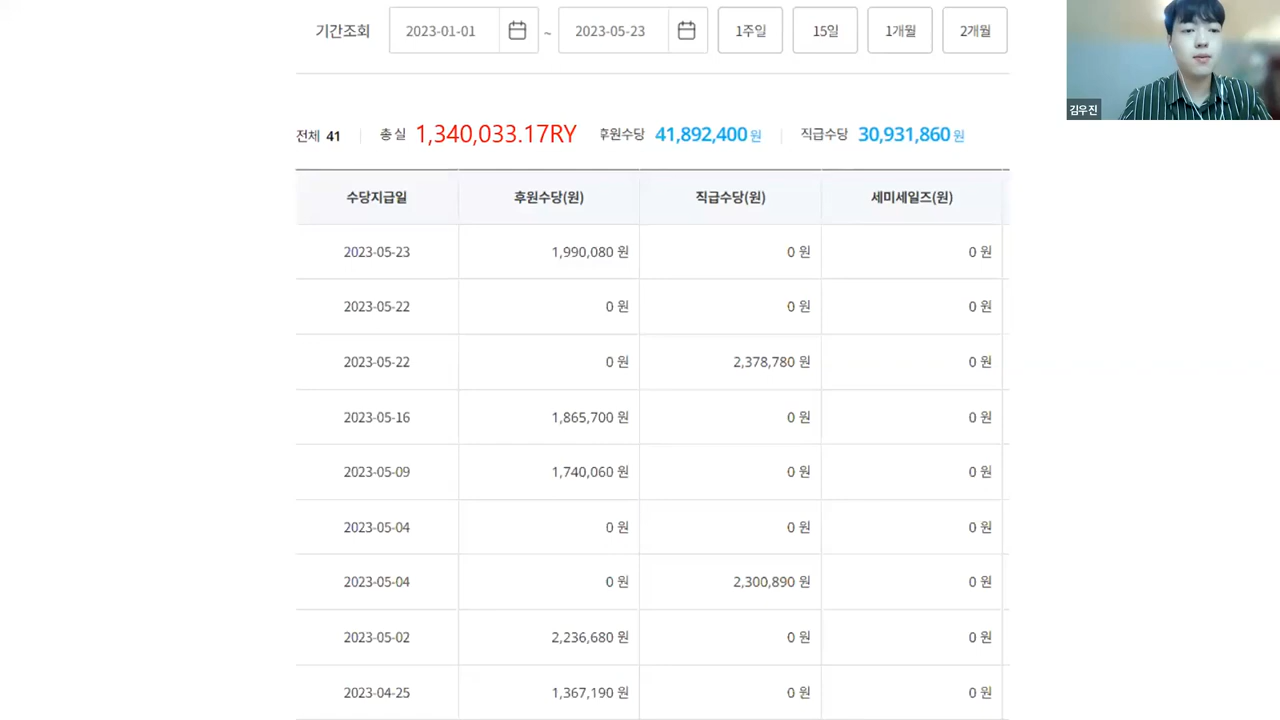 기간조회 2023-01-01 ~ 2023-05-23 1주일 15일 1개월 2개월
김우진
전체 41 총 실 1,340,033.17RY 후원수당 41,892,400 원 직급수당 30,931,860 원
수당지급일 후원수당(원) 직급수당(원) 세미세일즈(원)
2023-05-23 1,990,080 원 0 원 0 원
2023-05-22 0 원 0 원 0 원
2023-05-22 0 원 2,378,780 원 0 원
2023-05-16 1,865,700 원 0 원 0 원
2023-05-09 1,740,060 원 0 원 0 원
2023-05-04 0 원 0 원 0 원
2023-05-04 0 원 2,300,890 원 0 원
2023-05-02 2,236,680 원 0 원 0 원
2023-04-25 1,367,190 원 0 원 0 원